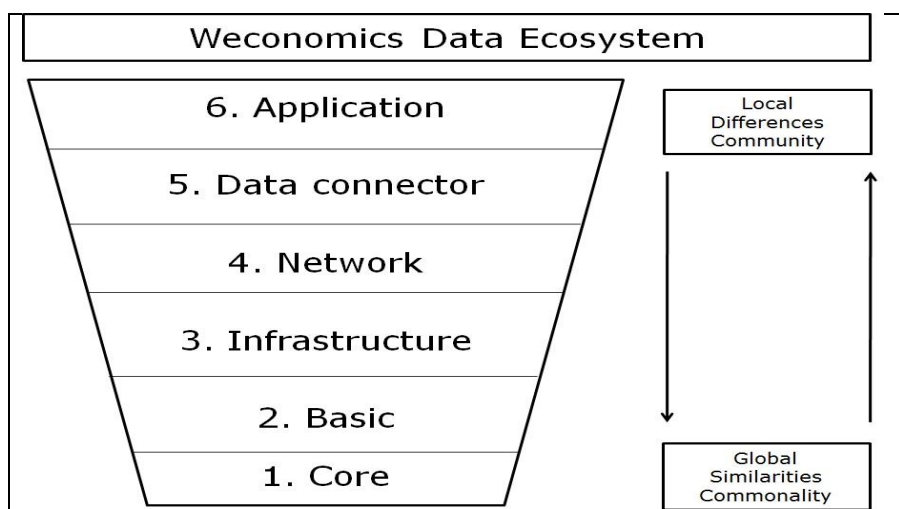 Weconomics Data Ecosystem
6. Application
5. Data connector
4. Network
3. Infrastructure
2. Basic
1. Core
Local
Differences
Community
Global
Similarities
Commonality